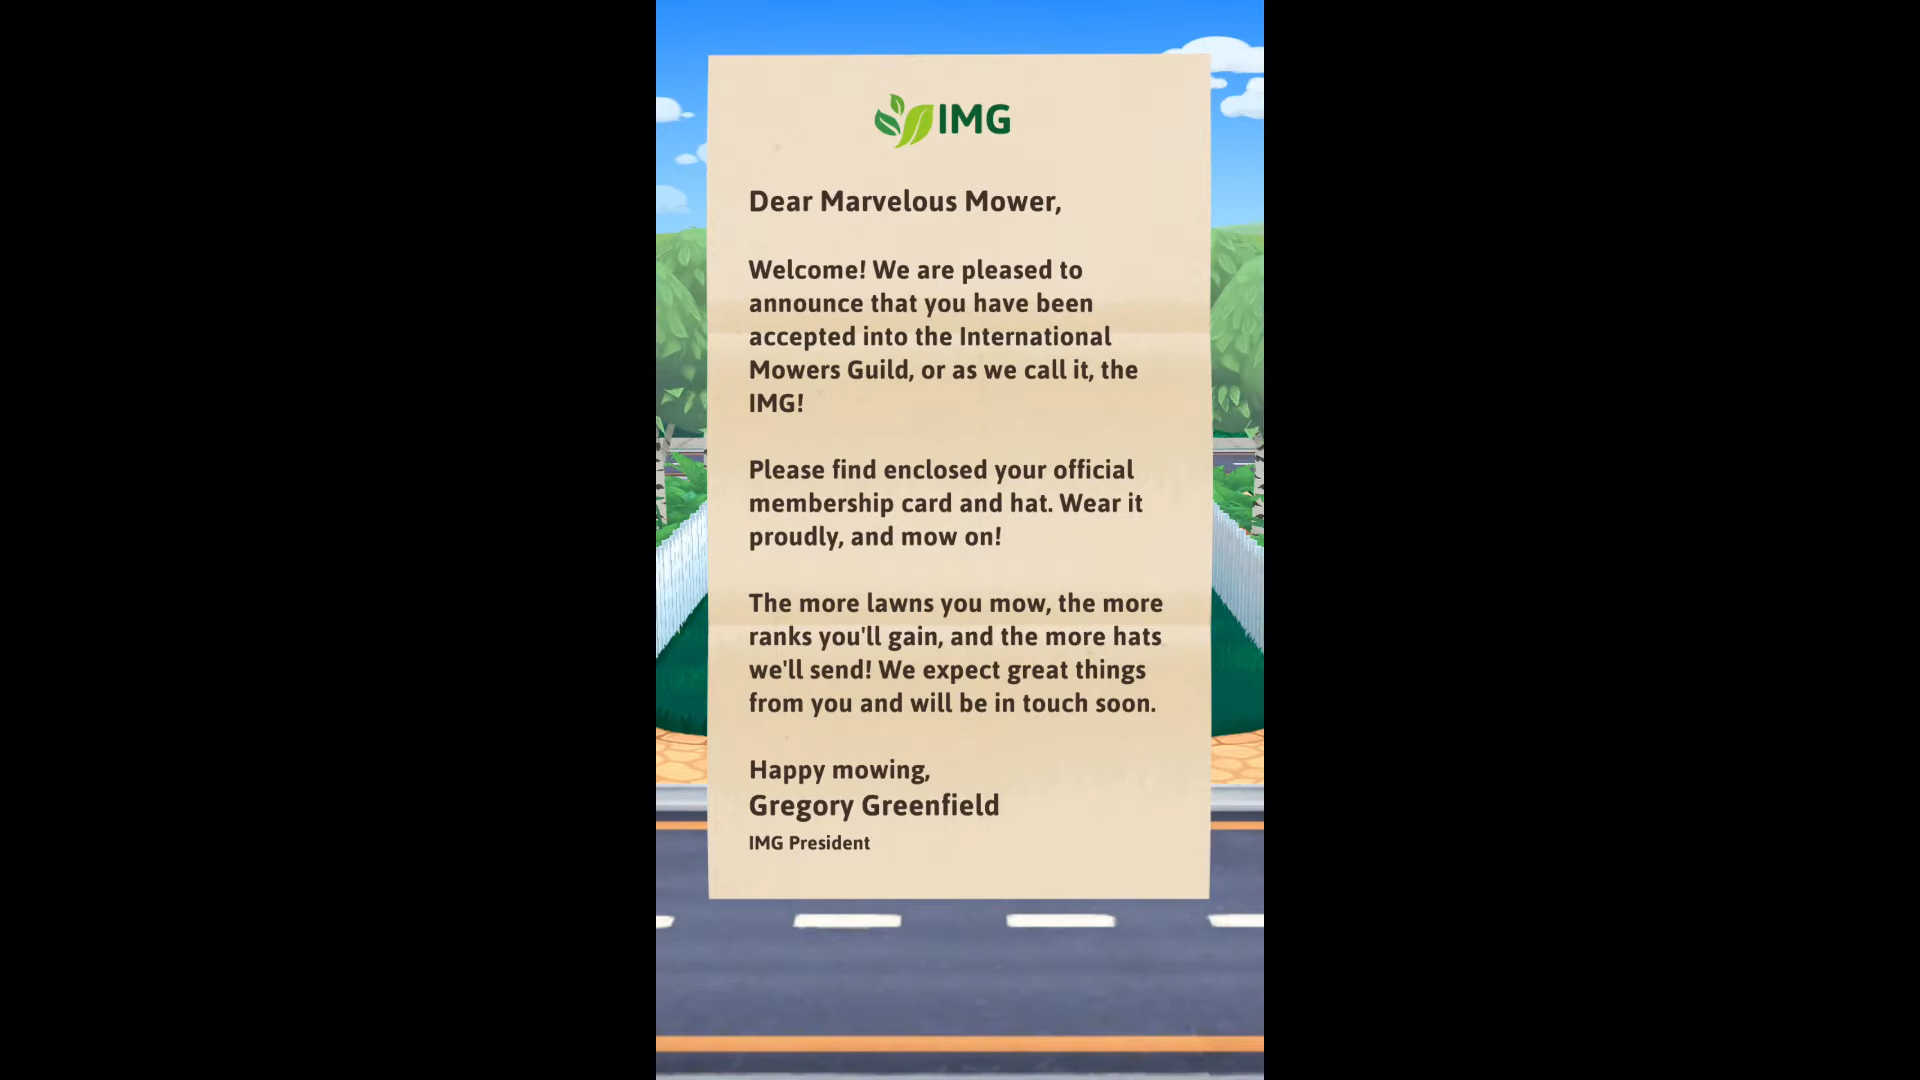 IMG
Dear Marvelous Mower,
Welcome! We are pleased to
announce that you have been
accepted into the International
Mowers Guild, or as we call it, the
IMG!
Please find enclosed your official
membership card and hat. Wear it
proudly, and mow on!
The more lawns you mow, the more
ranks you'll gain, and the more hats
we'll send! We expect great things
from you and will be in touch soon.
Happy mowing,
Gregory Greenfield
IMG President